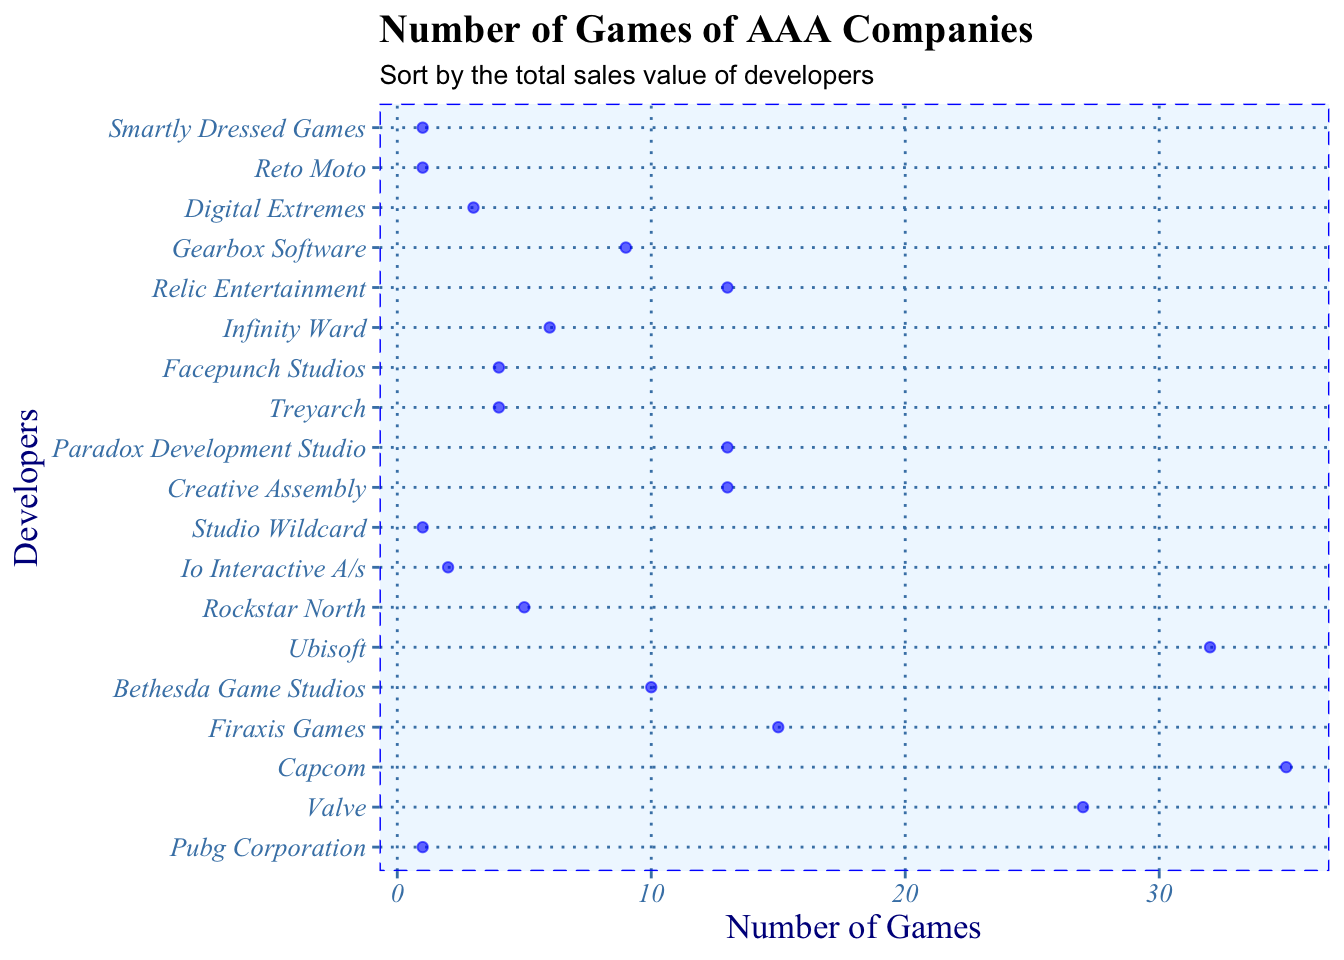 Number of Games of AAA Companies
Sort by the total sales value of developers
Developers
Smartly Dressed Games
Reto Moto
Digital Extremes
Gearbox Software
Relic Entertainment
Infinity Ward
Facepunch Studios
Treyarch
Paradox Development Studio
Creative Assembly
Studio Wildcard
Io Interactive A/s
Rockstar North
Ubisoft
Bethesda Game Studios
Firaxis Games
Capcom
Valve
Pubg Corporation
0 10 20 30
Number of Games